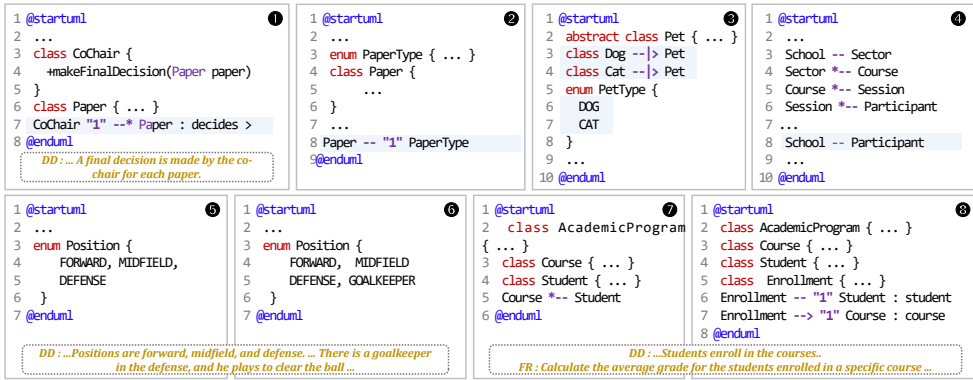 ❶
1 @startuml
2 ...
3 class CoChair {
4 +makeFinalDecision(Paper paper)
5 }
6 class Paper { ... }
7 CoChair "1" --* Paper : decides >
8 @enduml
DD : ... A final decision is made by the co-
chair for each paper.
❷
1 @startuml
2 ...
3 enum PaperType { ... }
4 class Paper {
5 ...
6 }
7 ...
8 Paper -- "1" PaperType
9 @enduml
❸
1 @startuml
2 abstract class Pet { ... }
3 class Dog --|> Pet
4 class Cat --|> Pet
5 enum PetType {
6 DOG
7 CAT
8 }
9 ...
10 @enduml
❹
1 @startuml
2 ...
3 School -- Sector
4 Sector *-- Course
5 Course *-- Session
6 Session *-- Participant
7 ...
8 School -- Participant
9 ...
10 @enduml
❺
1 @startuml
2 ...
3 enum Position {
4 FORWARD, MIDFIELD,
5 DEFENSE
6 }
7 @enduml
❻
1 @startuml
2 ...
3 enum Position {
4 FORWARD, MIDFIELD
5 DEFENSE, GOALKEEPER
6 }
7 @enduml
DD : ...Positions are forward, midfield, and defense. ... There is a goalkeeper
in the defense, and he plays to clear the ball ...
❼
1 @startuml
2 class AcademicProgram
{ ... }
3 class Course { ... }
4 class Student { ... }
5 Course *-- Student
6 @enduml
❽
1 @startuml
2 class AcademicProgram { ... }
3 class Course { ... }
4 class Student { ... }
5 class Enrollment { ... }
6 Enrollment -- "1" Student : student
7 Enrollment --> "1" Course : course
8 @enduml
DD : ...Students enroll in the courses..
FR : Calculate the average grade for the students enrolled in a specific course ...